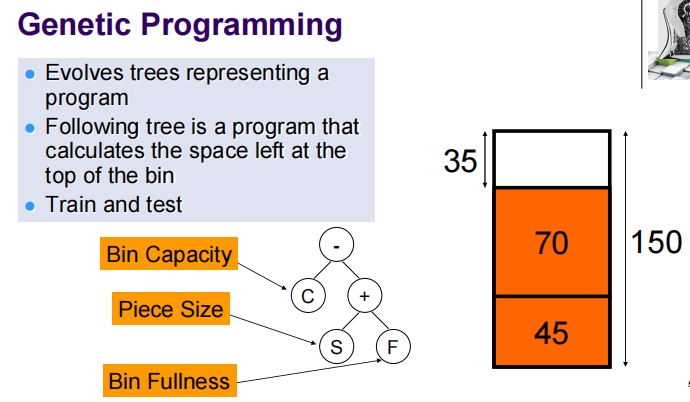 Genetic Programming
Evolves trees representing a
program
Following tree is a program that
calculates the space left at the
top of the bin
Train and test
Bin Capacity
Piece Size
Bin Fullness
-
C
+
S
F
35
70
150
45